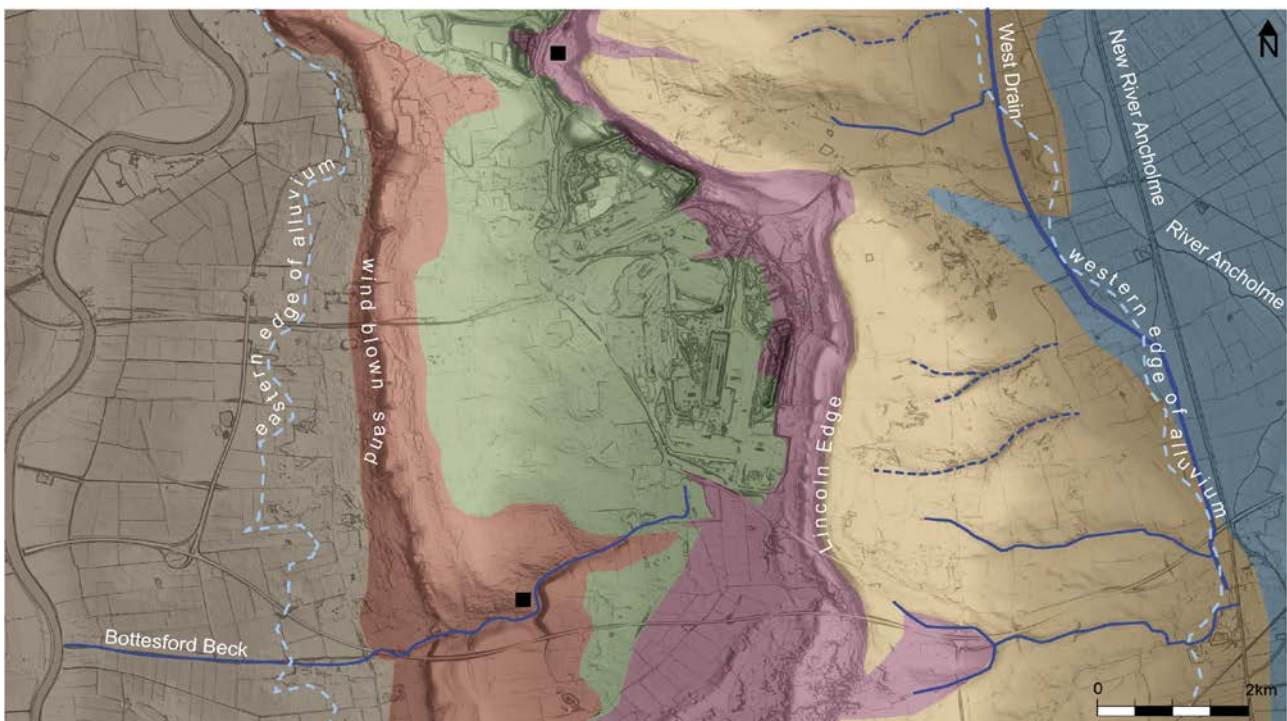 N
West Drain
New River Ancholme
River Ancholme
eastern edge of alluvium
wind blown sand
Lincoln Edge
western edge of alluvium
Bottesford Beck
0 2km